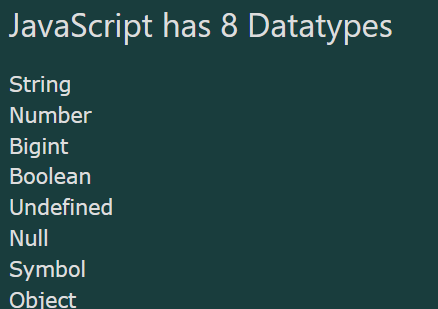 JavaScript has 8 Datatypes
String
Number
Bigint
Boolean
Undefined
Null
Symbol
Object